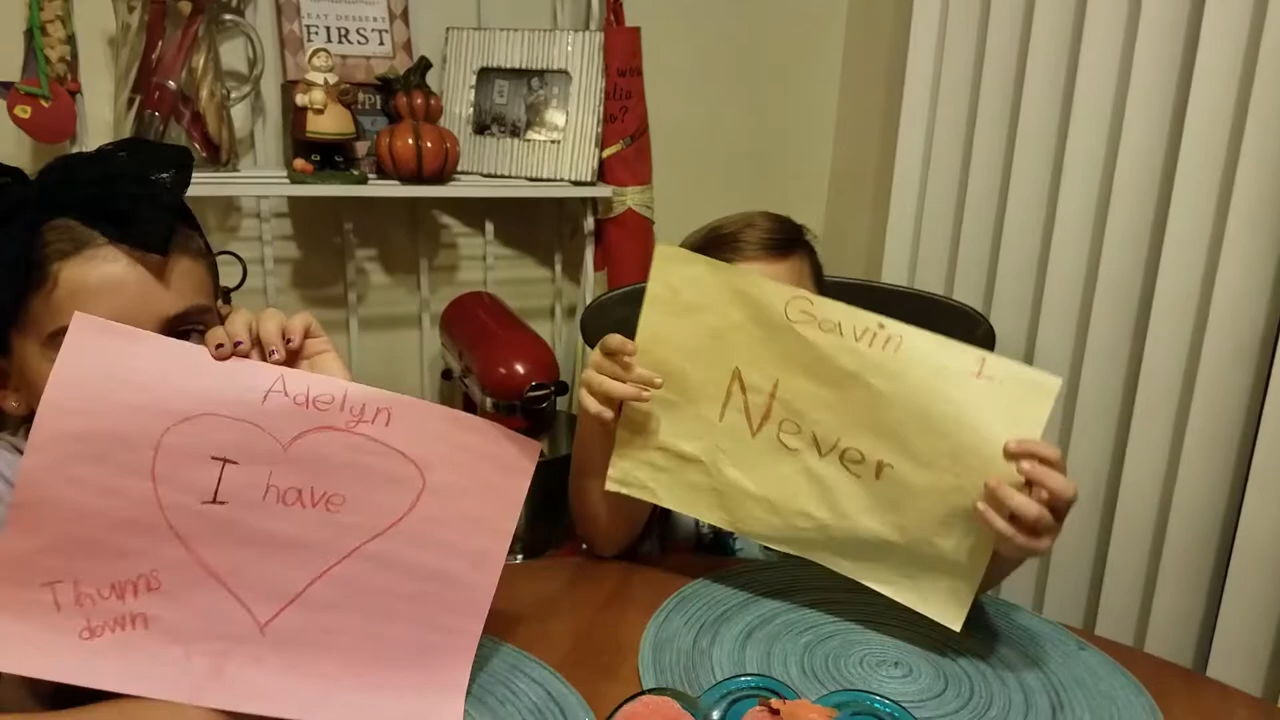 EAT DESSERT
FIRST
Adelyn
I have
Thums
down
Gavin 1.
Never